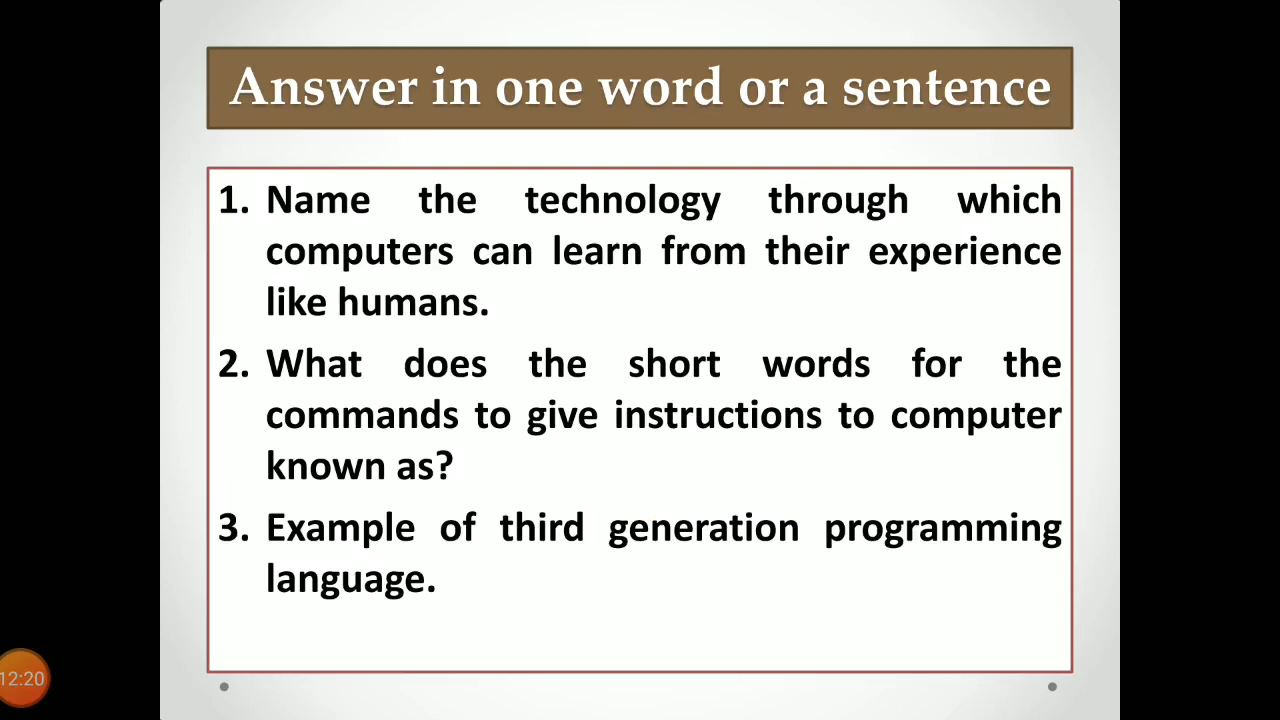 Answer in one word or a sentence
1. Name the technology through which
computers can learn from their experience
like humans.
2. What does the short words for the
commands to give instructions to computer
known as?
3. Example of third generation programming
language.
12:20